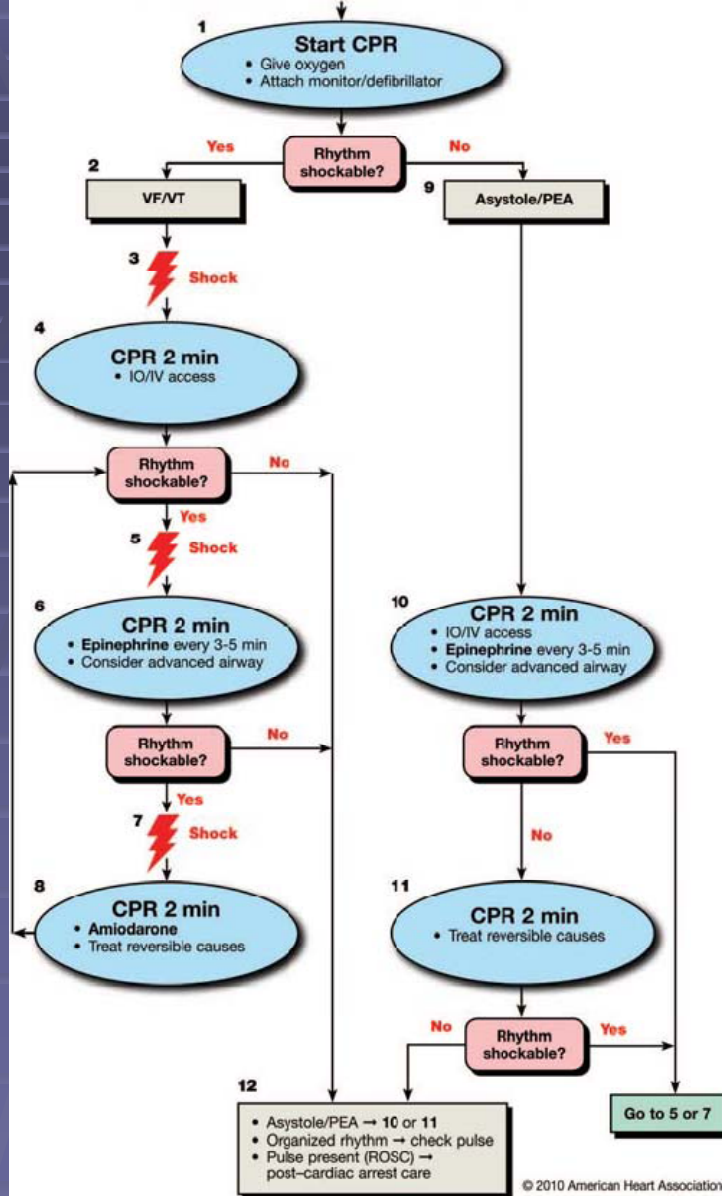 1
Start CPR
• Give oxygen
• Attach monitor/defibrillator
Rhythm
shockable?
Yes
No
2
VF/VT
3
Shock
4
CPR 2 min
• IO/IV access
Rhythm
shockable?
No
Yes
5
Shock
6
CPR 2 min
• Epinephrine every 3-5 min
• Consider advanced airway
Rhythm
shockable?
No
Yes
7
Shock
8
CPR 2 min
• Amiodarone
• Treat reversible causes
9
Asystole/PEA
10
CPR 2 min
• IO/IV access
• Epinephrine every 3-5 min
• Consider advanced airway
Rhythm
shockable?
Yes
No
11
CPR 2 min
• Treat reversible causes
No
Rhythm
shockable?
Yes
12
• Asystole/PEA → 10 or 11
• Organized rhythm → check pulse
• Pulse present (ROSC) →
post–cardiac arrest care
Go to 5 or 7
© 2010 American Heart Association